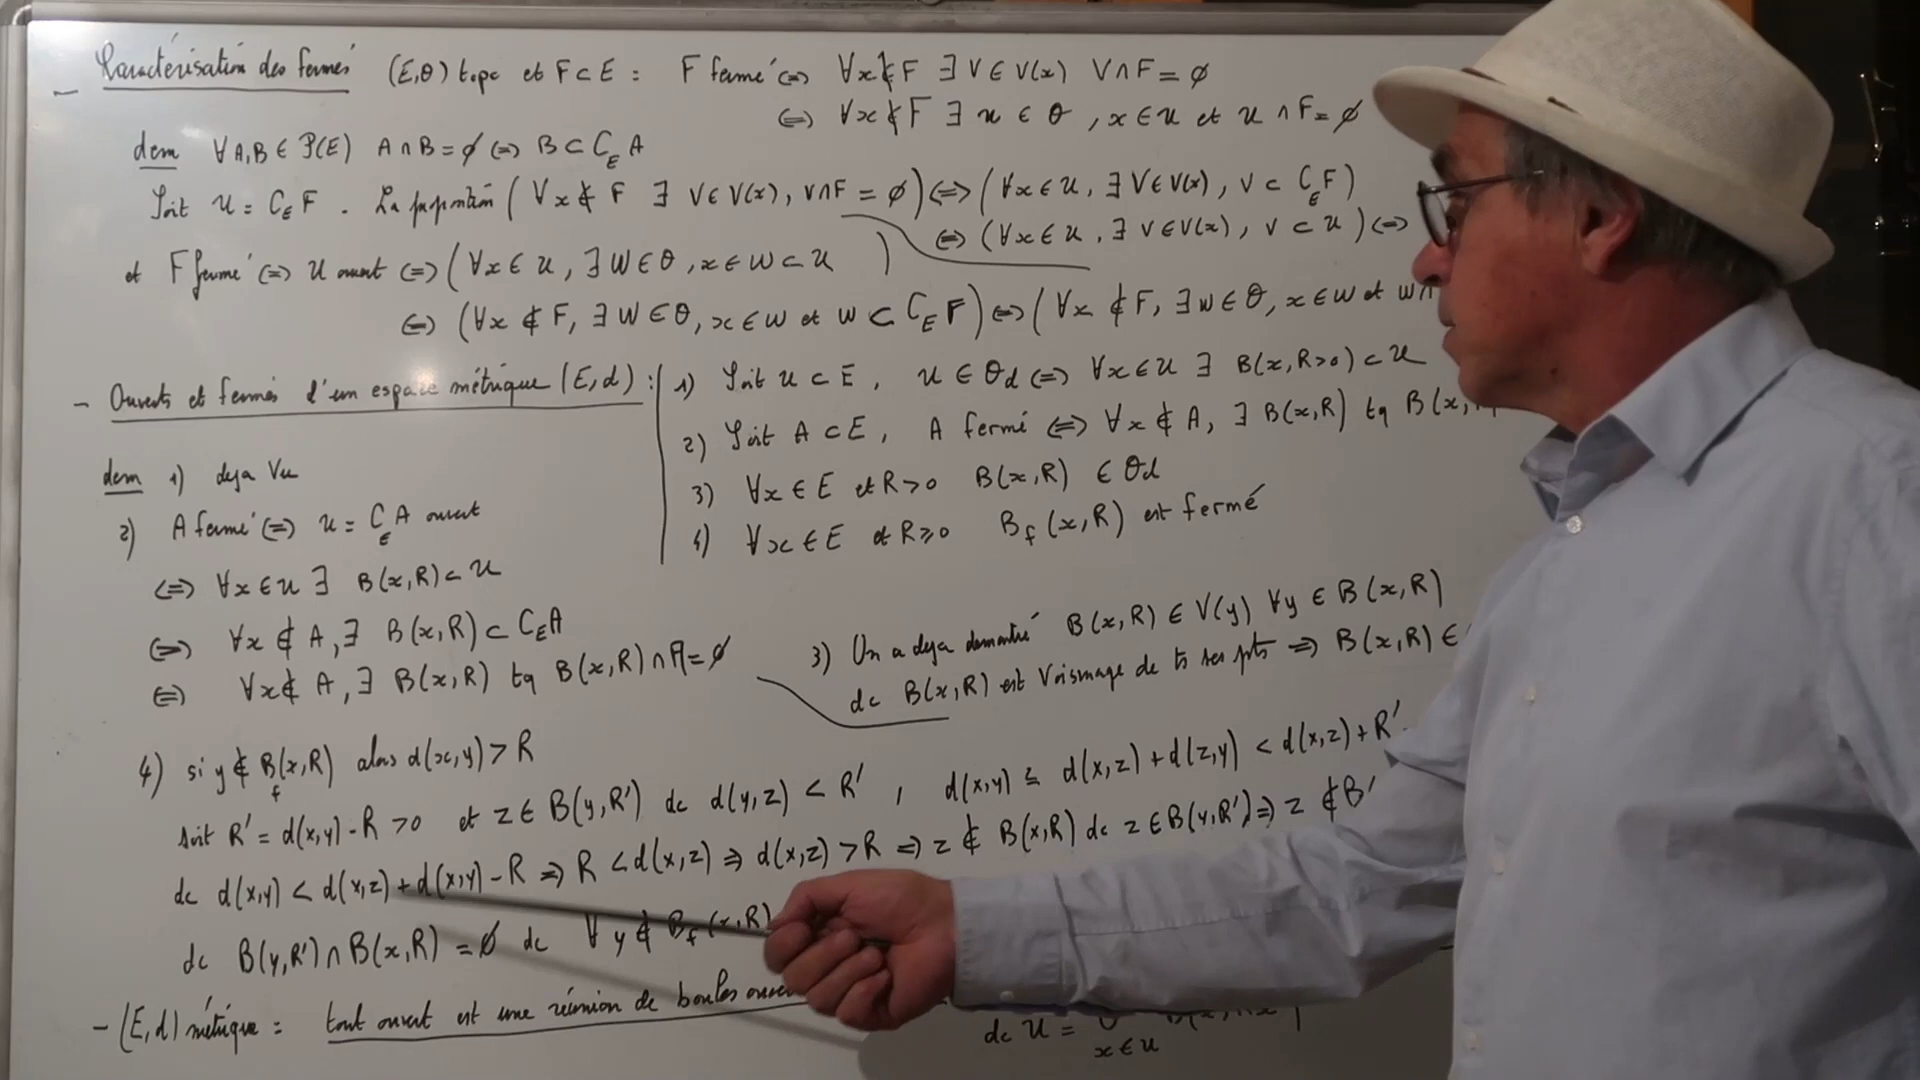 - Caractérisation des fermés (E,θ) topo et F⊂E : F fermé ⟺ ∀x∉F ∃V∈V(x) V∩F=∅
⟺ ∀x∉F ∃ u ∈ θ, x∈u et u∩F=∅
dem ∀A,B∈P(E) A∩B=∅ ⟺ B⊂C_E A
Soit u = C_E F. La proposition (∀x∉F ∃ V∈V(x), V∩F=∅) ⟺ (∀x∈u, ∃V∈V(x), V⊂C_E F)
⟺ (∀x∈u, ∃V∈V(x), V⊂u) ⟺
et F fermé ⟺ u ouvert ⟺ (∀x∈u, ∃W∈θ, x∈W⊂u )
⟺ (∀x∉F, ∃W∈θ, x∈W et W⊂C_E F) ⟺ (∀x∉F, ∃W∈θ, x∈W et W∩
- Ouverts et fermés d'un espace métrique (E,d) :
1) Soit u⊂E, u∈θd ⟺ ∀x∈u ∃ B(x,R>0)⊂u
2) Soit A⊂E, A fermé ⟺ ∀x∉A, ∃ B(x,R) tq B(x,
3) ∀x∈E et R>0 B(x,R) ∈ θd
4) ∀x∈E et R≥0 B_f(x,R) est fermé
dem 1) deja Vu
2) A fermé ⟺ u = C_E A ouvert
⟺ ∀x∈u ∃ B(x,R)⊂u
⟺ ∀x∉A, ∃ B(x,R)⊂C_E A
⟺ ∀x∉A, ∃ B(x,R) tq B(x,R)∩A=∅
3) On a deja demontré B(x,R)∈V(y) ∀y∈B(x,R)
dc B(x,R) est Voisinage de ts ses pts ⇒ B(x,R)∈
4) si y∉B_f(x,R) alors d(x,y)>R
soit R'=d(x,y)-R>0 et z∈B(y,R') dc d(y,z)<R' , d(x,y)≤d(x,z)+d(z,y)<d(x,z)+R'
dc d(x,y)<d(x,z)+d(x,y)-R ⇒ R<d(x,z) ⇒ d(x,z)>R ⇒ z∉B(x,R) dc z∈B(y,R') ⇒ z∉B'
dc B(y,R')∩B(x,R)=∅ dc ∀y∉B_f(x,R)
- (E,d) métrique : tout ouvert est une réunion de boules
dc u = ∪ x∈u